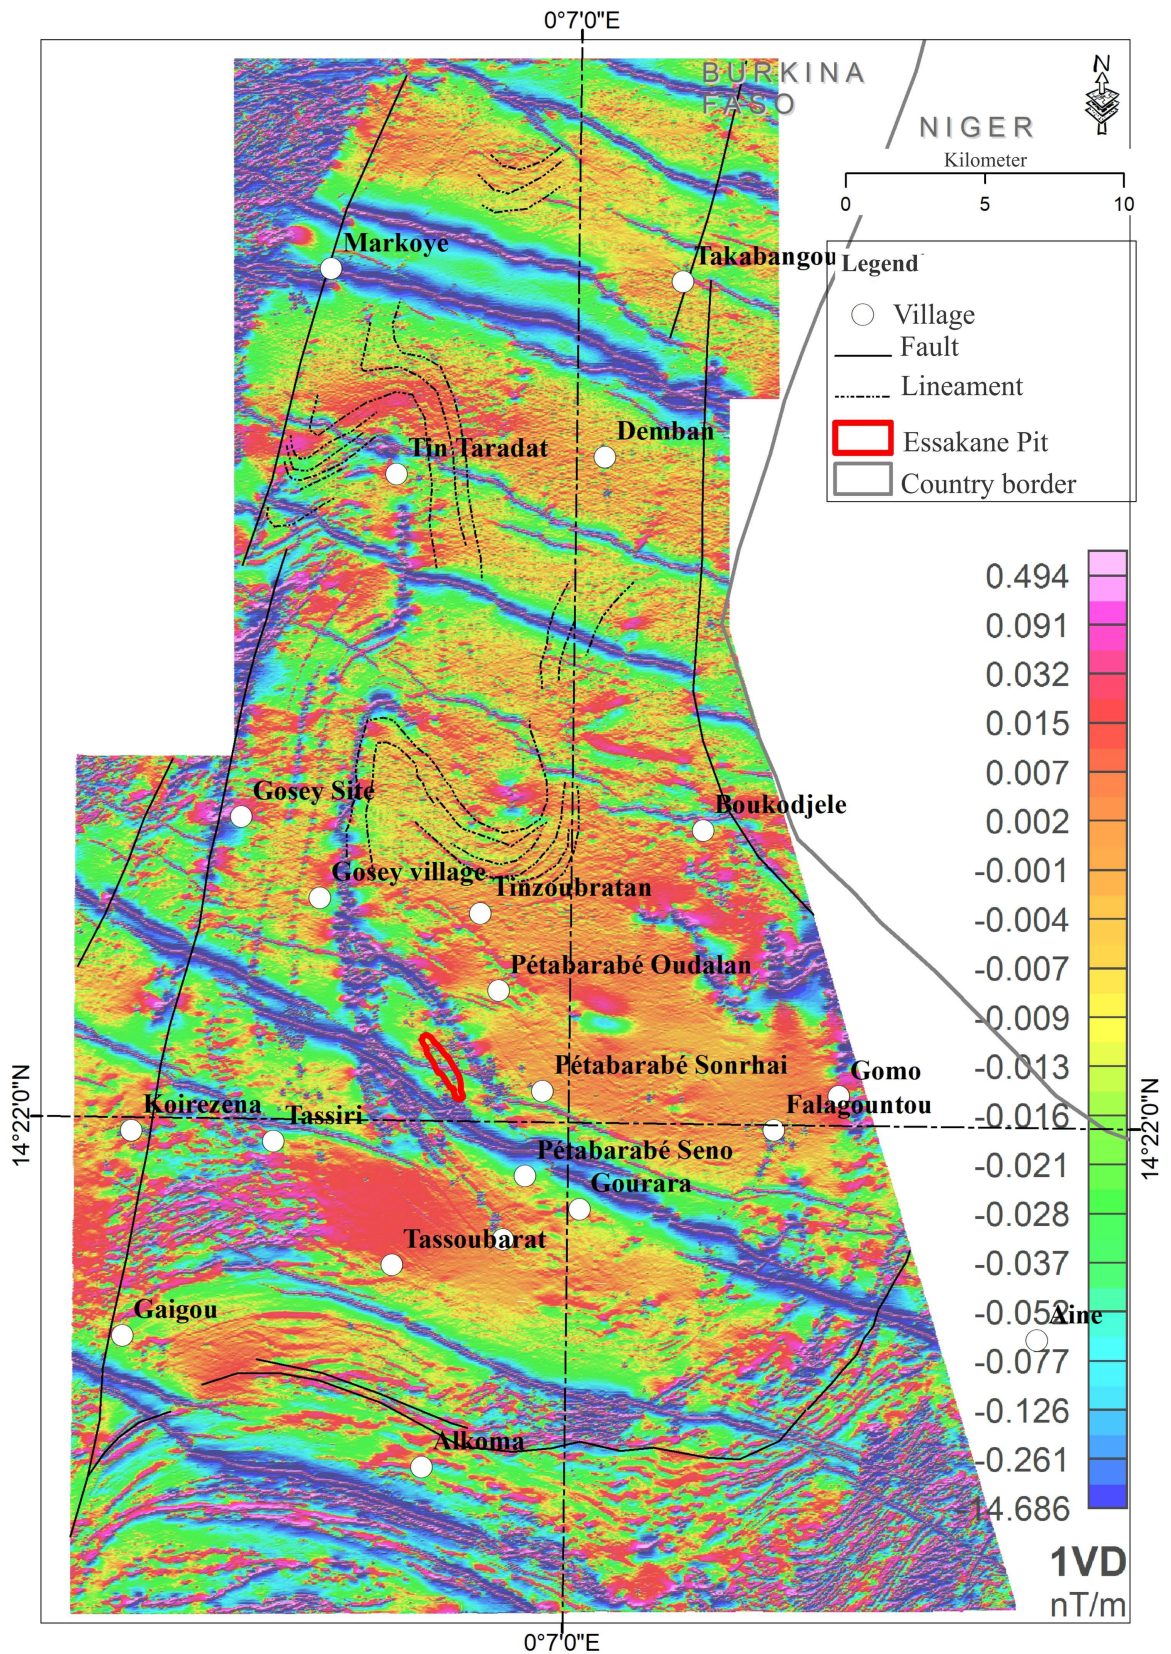 0°7'0"E
BURKINA
FASO
N
NIGER
Kilometer
0 5 10
Markoye
Takabangou
Legend
Village
Fault
Lineament
Essakane Pit
Country border
Tin Taradat
Demban
0.494
0.091
0.032
0.015
0.007
0.002
-0.001
-0.004
-0.007
-0.009
-0.013
-0.016
-0.021
-0.028
-0.037
-0.052
-0.077
-0.126
-0.261
-14.686
1VD
nT/m
Gosey Site
Boukodjele
Gosey village
Tinzoubratan
Pétabarabé Oudalan
Pétabarabé Sonrhai
Gomo
Falagountou
14°22'0"N
Koirezena
Tassiri
14°22'0"N
Pétabarabé Seno
Gourara
Tassoubarat
Gaigou
Aine
Alkoma
0°7'0"E